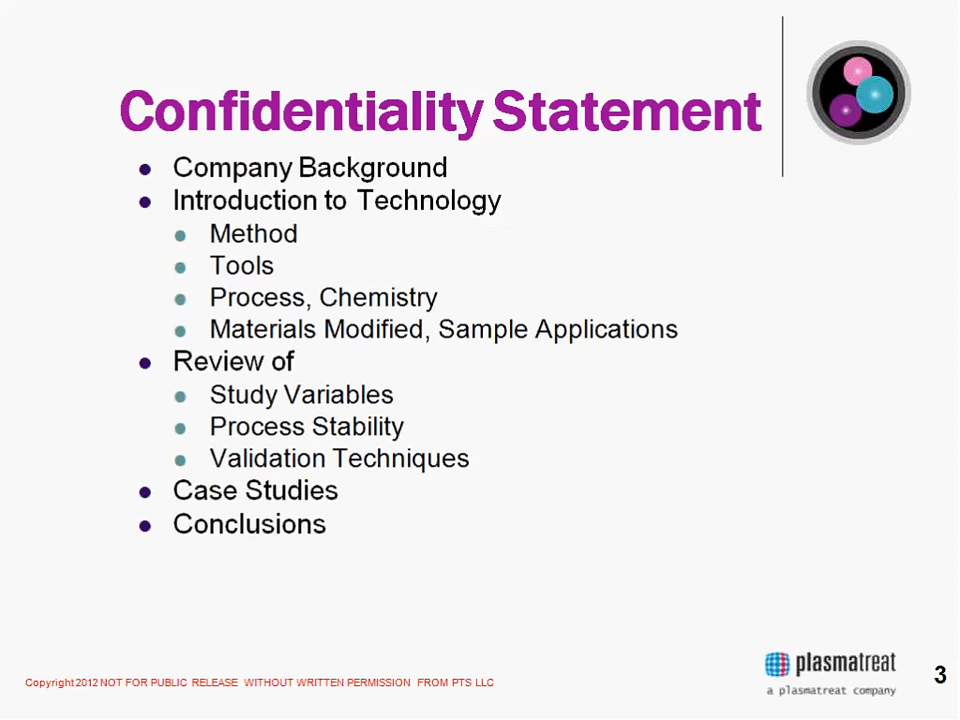 Confidentiality Statement
Company Background
Introduction to Technology
Method
Tools
Process, Chemistry
Materials Modified, Sample Applications
Review of
Study Variables
Process Stability
Validation Techniques
Case Studies
Conclusions
plasmatreat
a plasmatreat company
3
Copyright 2012 NOT FOR PUBLIC RELEASE WITHOUT WRITTEN PERMISSION FROM PTS LLC